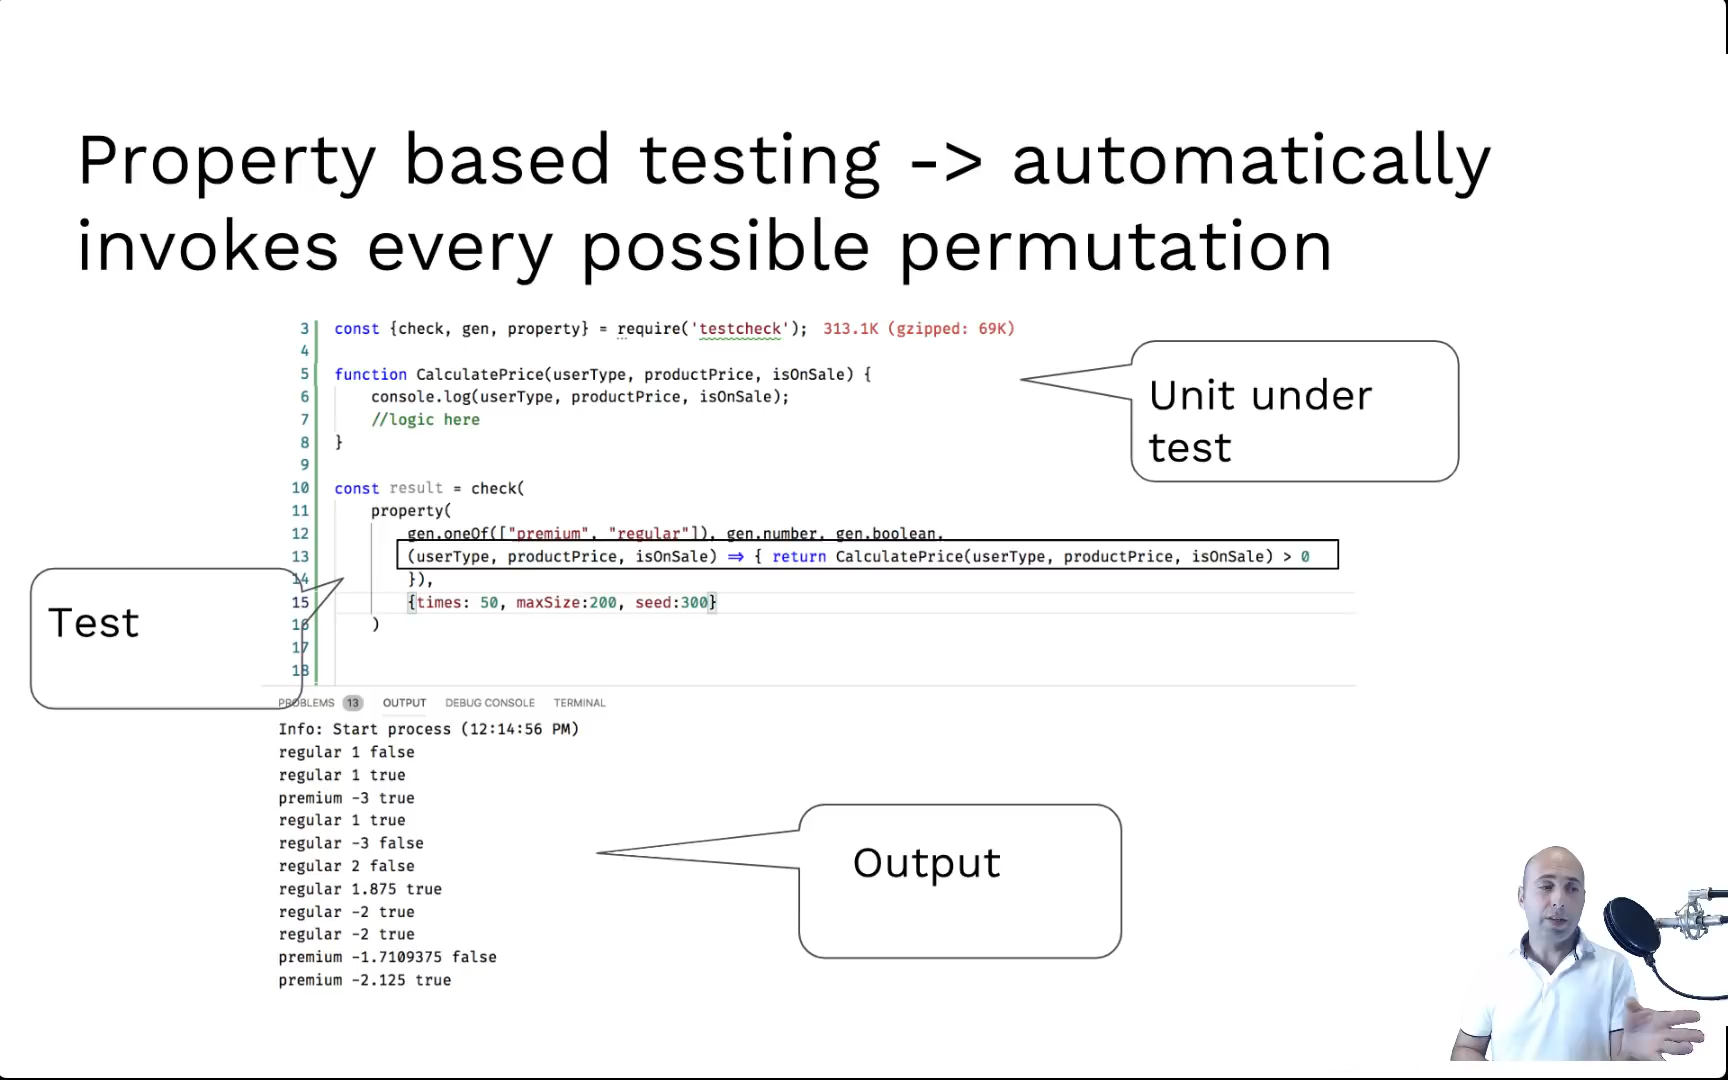 Property based testing -> automatically
invokes every possible permutation
3 const {check, gen, property} = require('testcheck'); 313.1K (gzipped: 69K)
4
5 function CalculatePrice(userType, productPrice, isOnSale) {
6 console.log(userType, productPrice, isOnSale);
7 //logic here
8 }
9
10 const result = check(
11 property(
12 gen.oneOf(["premium", "regular"]), gen.number, gen.boolean,
13 (userType, productPrice, isOnSale) => { return CalculatePrice(userType, productPrice, isOnSale) > 0
14 }),
15 {times: 50, maxSize:200, seed:300}
16 )
17
18
Unit under
test
Test
PROBLEMS 13 OUTPUT DEBUG CONSOLE TERMINAL
Info: Start process (12:14:56 PM)
regular 1 false
regular 1 true
premium -3 true
regular 1 true
regular -3 false
regular 2 false
regular 1.875 true
regular -2 true
regular -2 true
premium -1.7109375 false
premium -2.125 true
Output